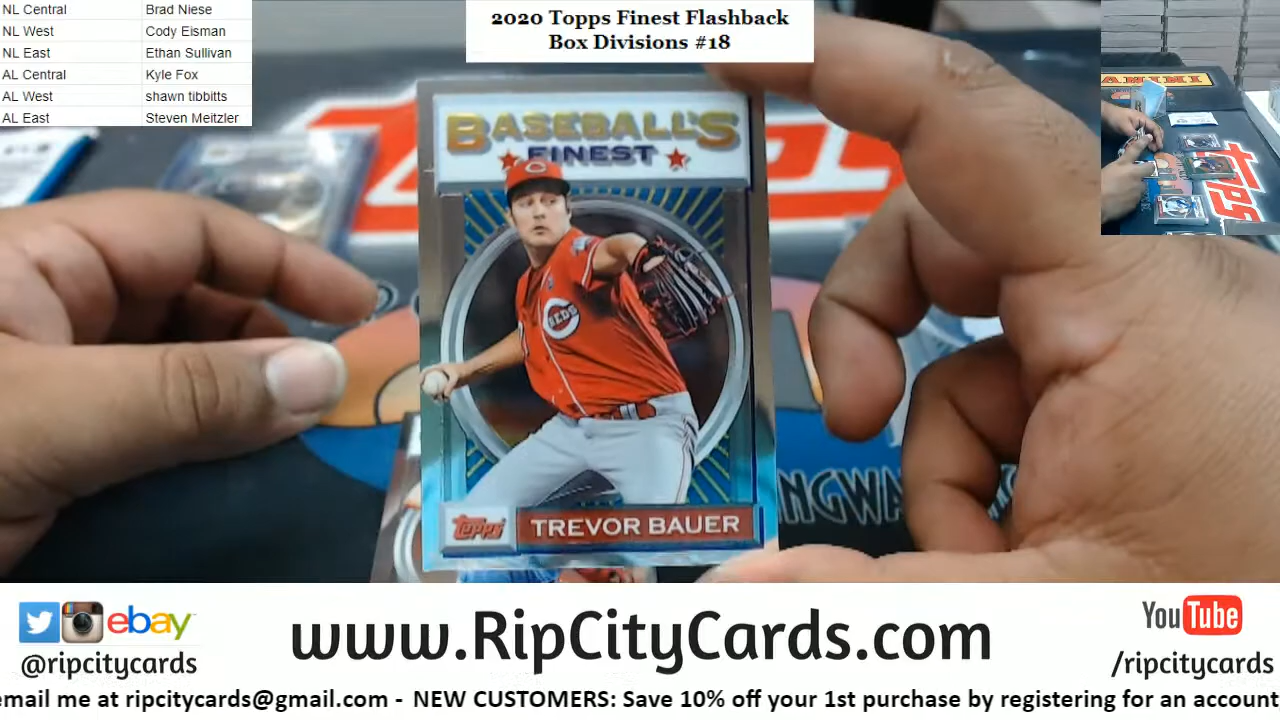 NL Central Brad Niese
NL West Cody Eisman
NL East Ethan Sullivan
AL Central Kyle Fox
AL West shawn tibbitts
AL East Steven Meitzler
2020 Topps Finest Flashback
Box Divisions #18
PANINI
Topps
BASEBALL'S
FINEST
REDS
Topps
TREVOR BAUER
NGWA
ebay
@ripcitycards
www.RipCityCards.com
YouTube
/ripcitycards
email me at ripcitycards@gmail.com - NEW CUSTOMERS: Save 10% off your 1st purchase by registering for an account